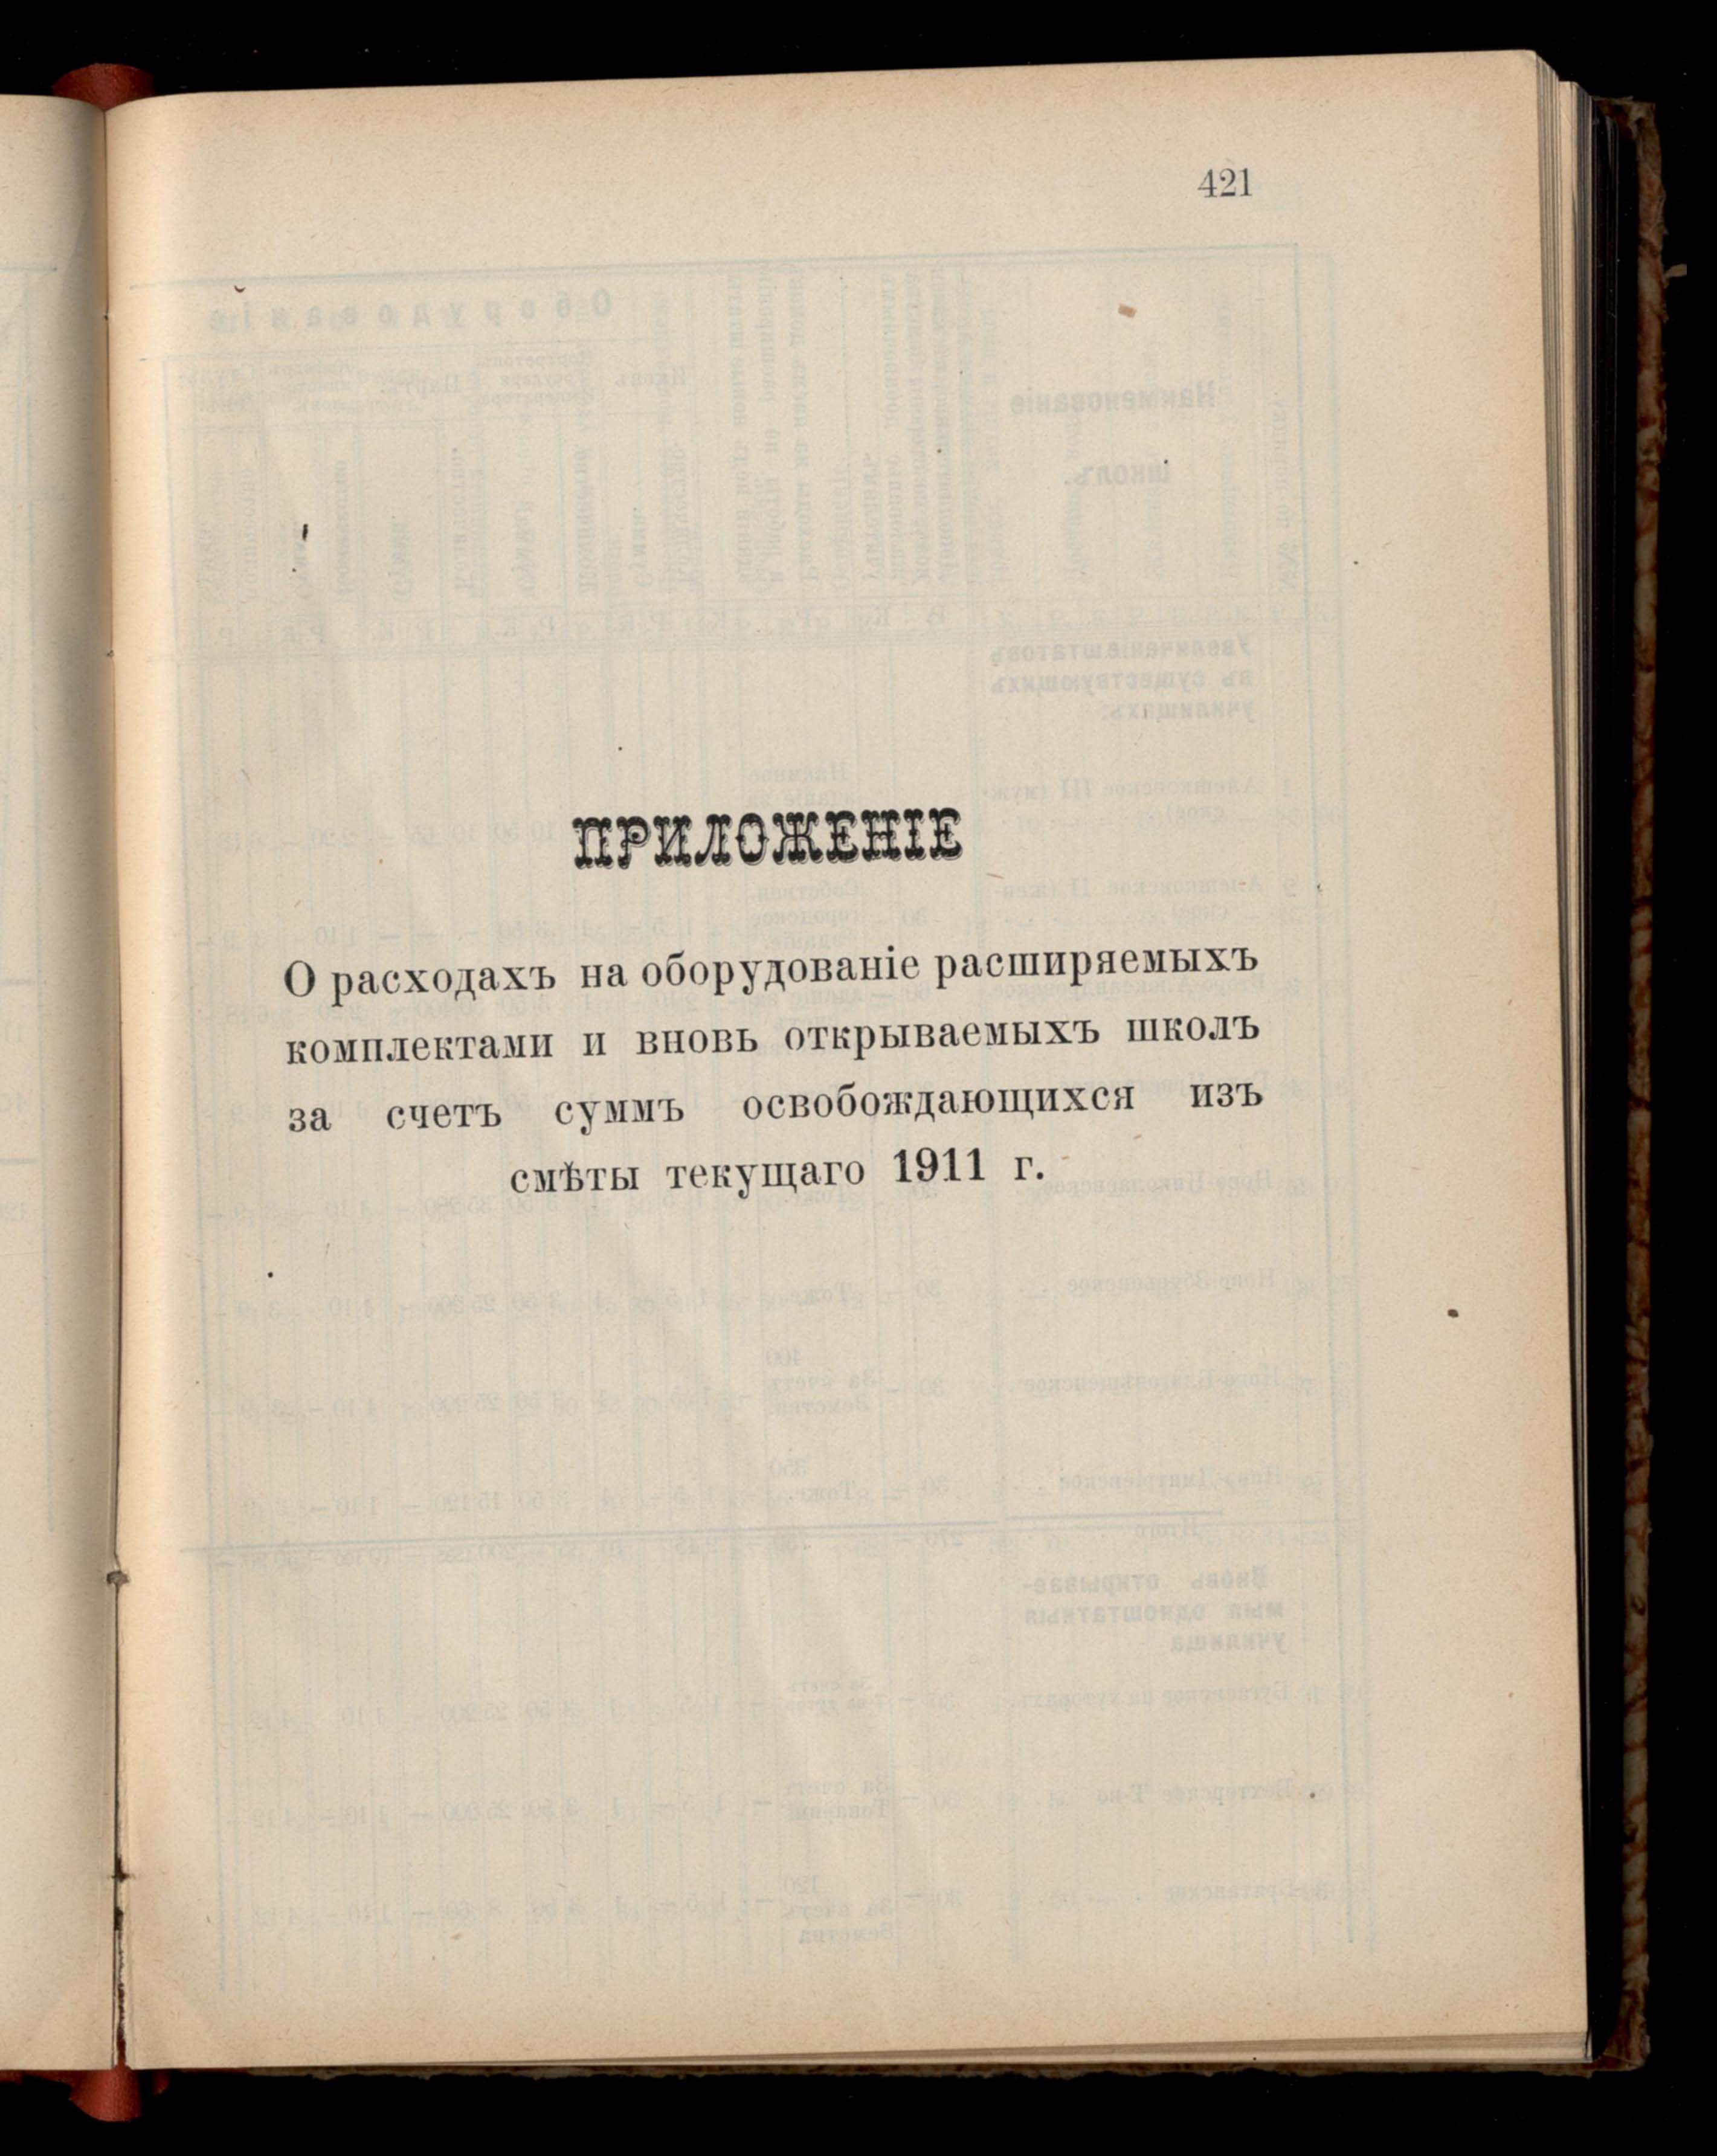 421
ПРИЛОЖЕНІЕ
О расходахъ на оборудованіе расширяемыхъ
комплектами и вновь открываемыхъ школъ
за счетъ суммъ освобождающихся изъ
смѣты текущаго 1911 г.